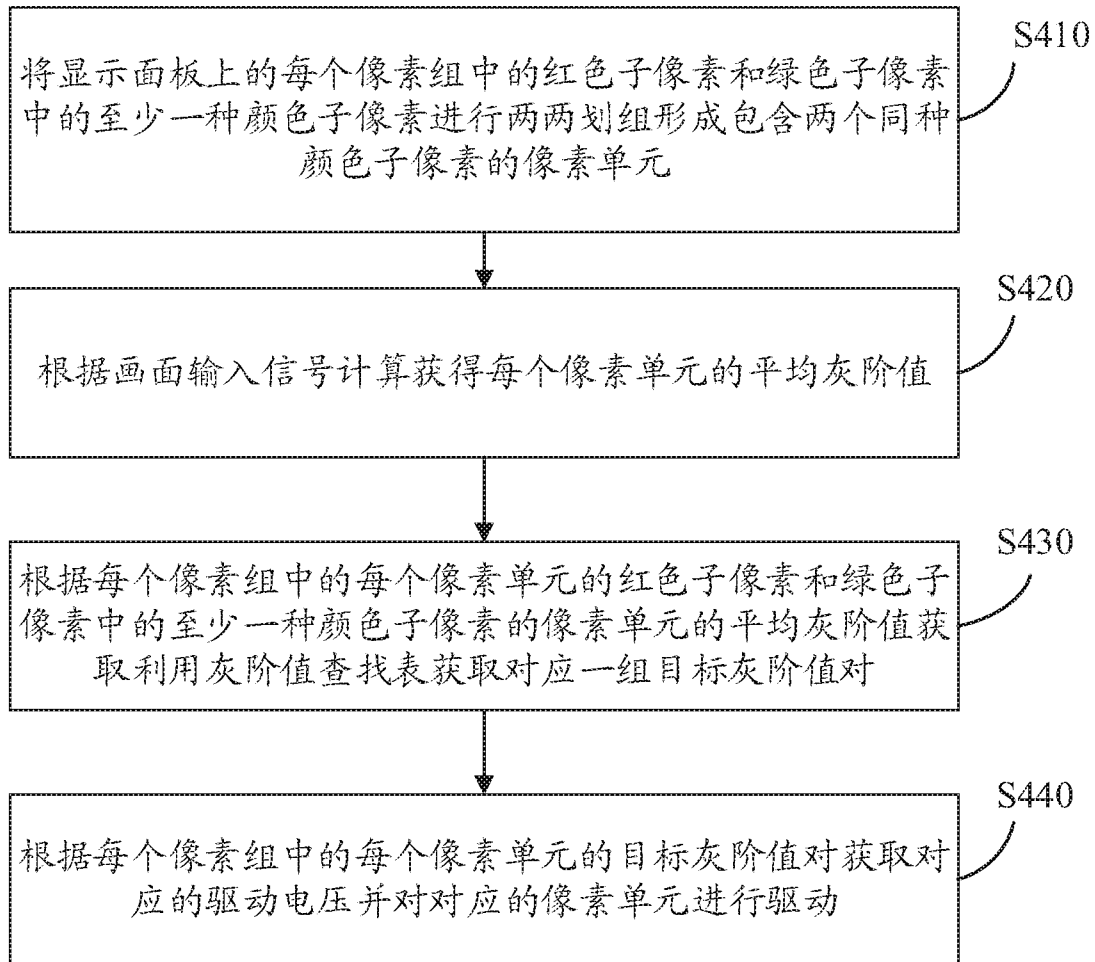 S410
将显示面板上的每个像素组中的红色子像素和绿色子像素
中的至少一种颜色子像素进行两两划组形成包含两个同种
颜色子像素的像素单元
S420
根据画面输入信号计算获得每个像素单元的平均灰阶值
S430
根据每个像素组中的每个像素单元的红色子像素和绿色子
像素中的至少一种颜色子像素的像素单元的平均灰阶值获
取利用灰阶值查找表获取对应一组目标灰阶值对
S440
根据每个像素组中的每个像素单元的目标灰阶值对获取对
应的驱动电压并对对应的像素单元进行驱动